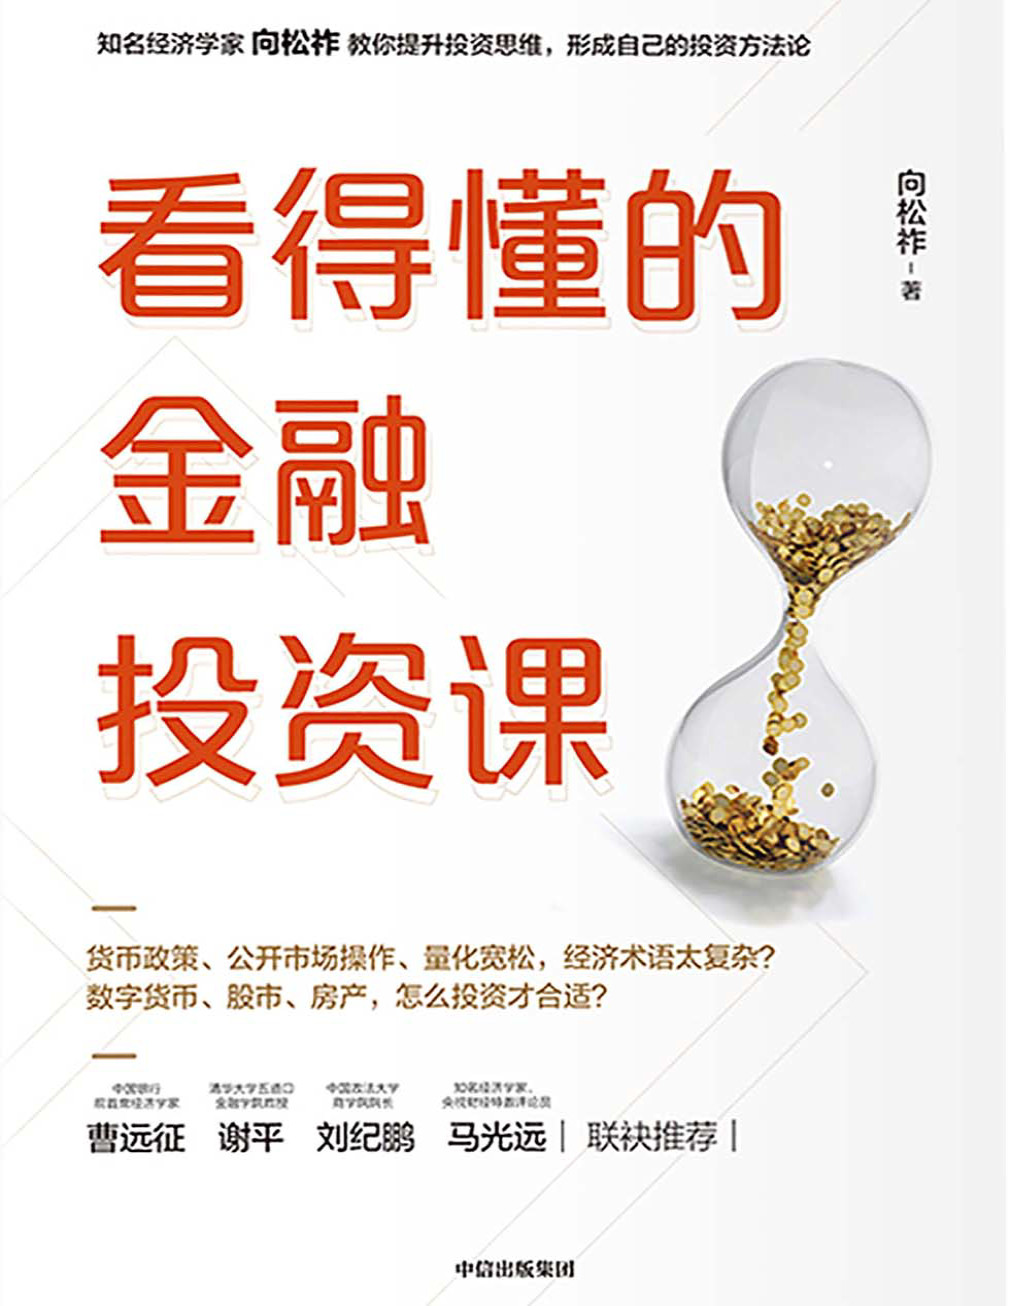 知名经济学家 向松祚 教你提升投资思维，形成自己的投资方法论
看得懂的
金融
投资课
向松祚 - 著
货币政策、公开市场操作、量化宽松，经济术语太复杂？
数字货币、股市、房产，怎么投资才合适？
中国银行
前首席经济学家
曹远征
清华大学五道口
金融学院教授
谢平
中国政法大学
商学院院长
刘纪鹏
知名经济学家、
央视财经特邀评论员
马光远
| 联袂推荐 |
中信出版集团